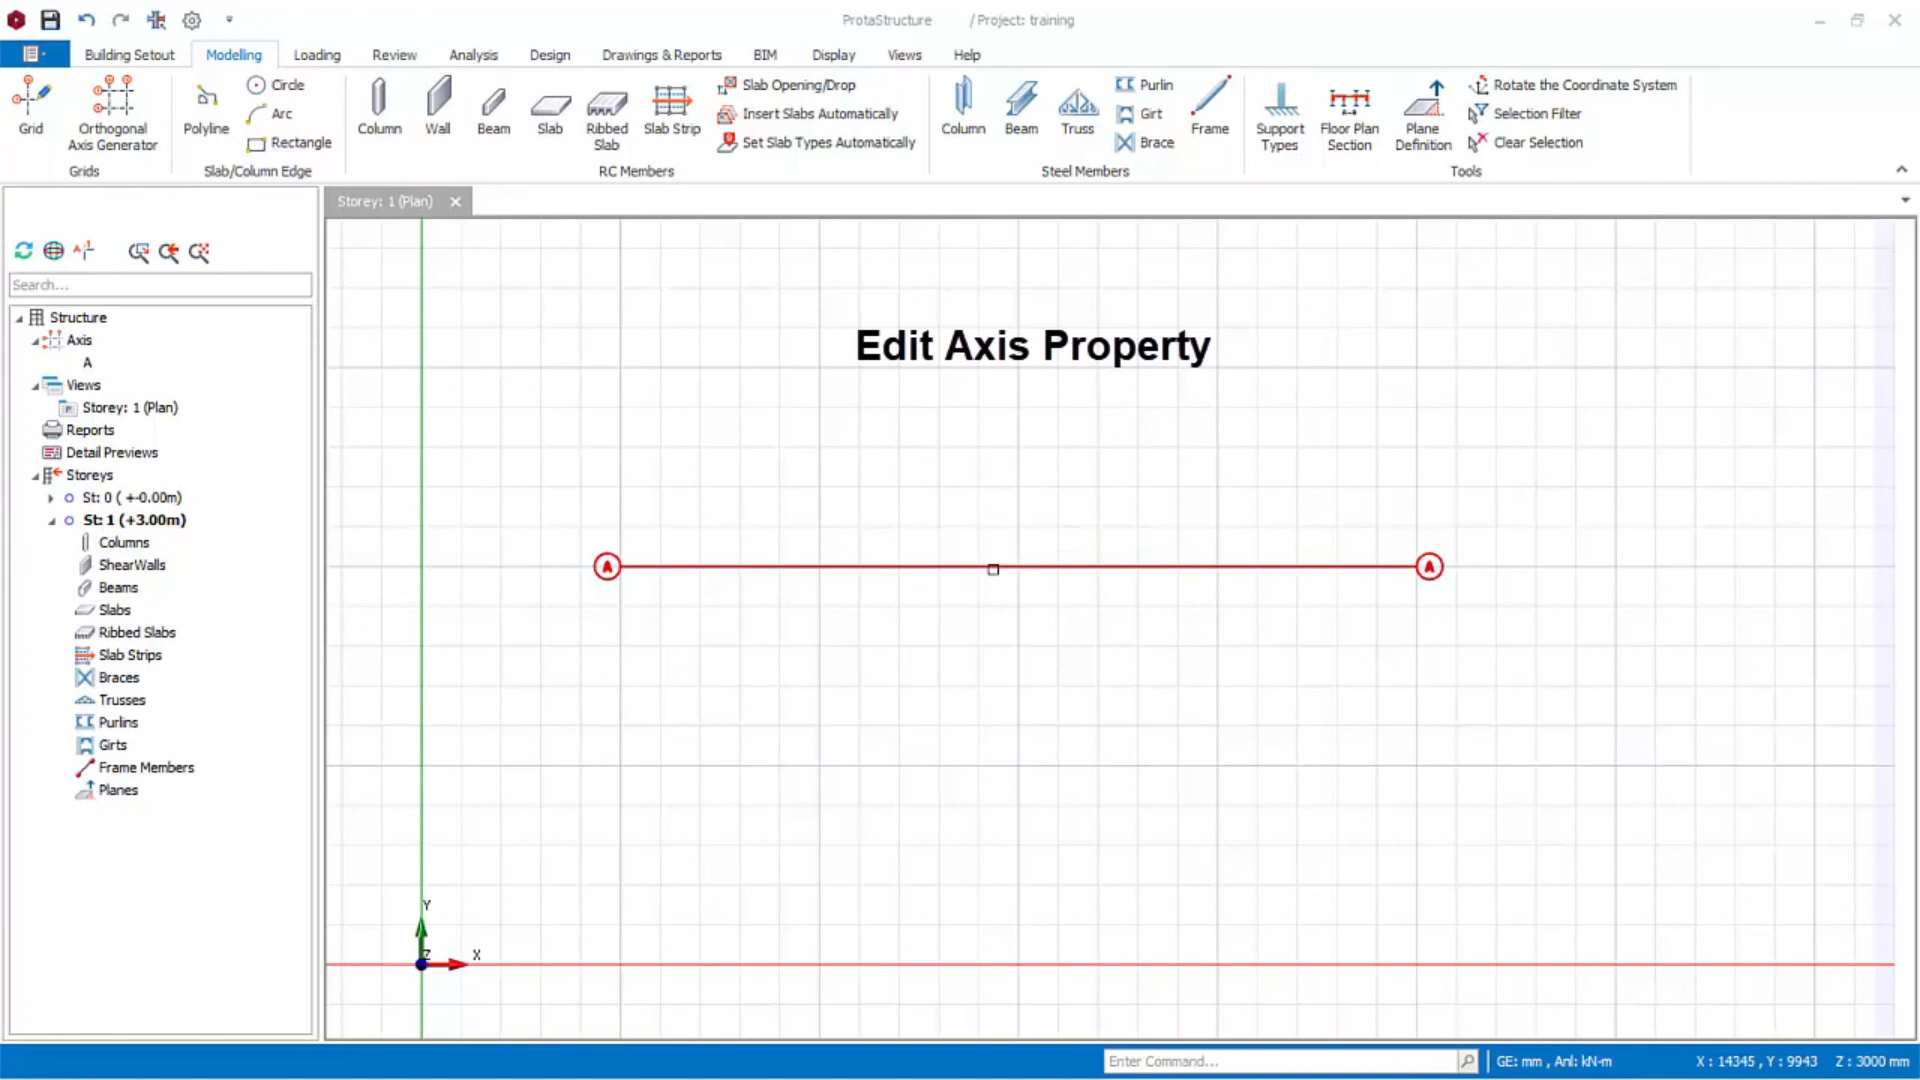 ProtaStructure / Project: training
Building Setout Modelling Loading Review Analysis Design Drawings & Reports BIM Display Views Help
Grid
Orthogonal
Axis Generator
Grids
Polyline
Circle
Arc
Rectangle
Slab/Column Edge
Column
Wall
Beam
Slab
Ribbed
Slab
Slab Strip
Slab Opening/Drop
Insert Slabs Automatically
Set Slab Types Automatically
RC Members
Column
Beam
Truss
Purlin
Girt
Brace
Frame
Steel Members
Support
Types
Floor Plan
Section
Plane
Definition
Rotate the Coordinate System
Selection Filter
Clear Selection
Tools
Storey: 1 (Plan)
Search...
Structure
Axis
A
Views
Storey: 1 (Plan)
Reports
Detail Previews
Storeys
St: 0 ( +-0.00m)
St: 1 (+3.00m)
Columns
ShearWalls
Beams
Slabs
Ribbed Slabs
Slab Strips
Braces
Trusses
Purlins
Girts
Frame Members
Planes
Edit Axis Property
A A
Y
Z X
Enter Command... GE: mm , Anl: kN-m X : 14345 , Y : 9943 Z : 3000 mm